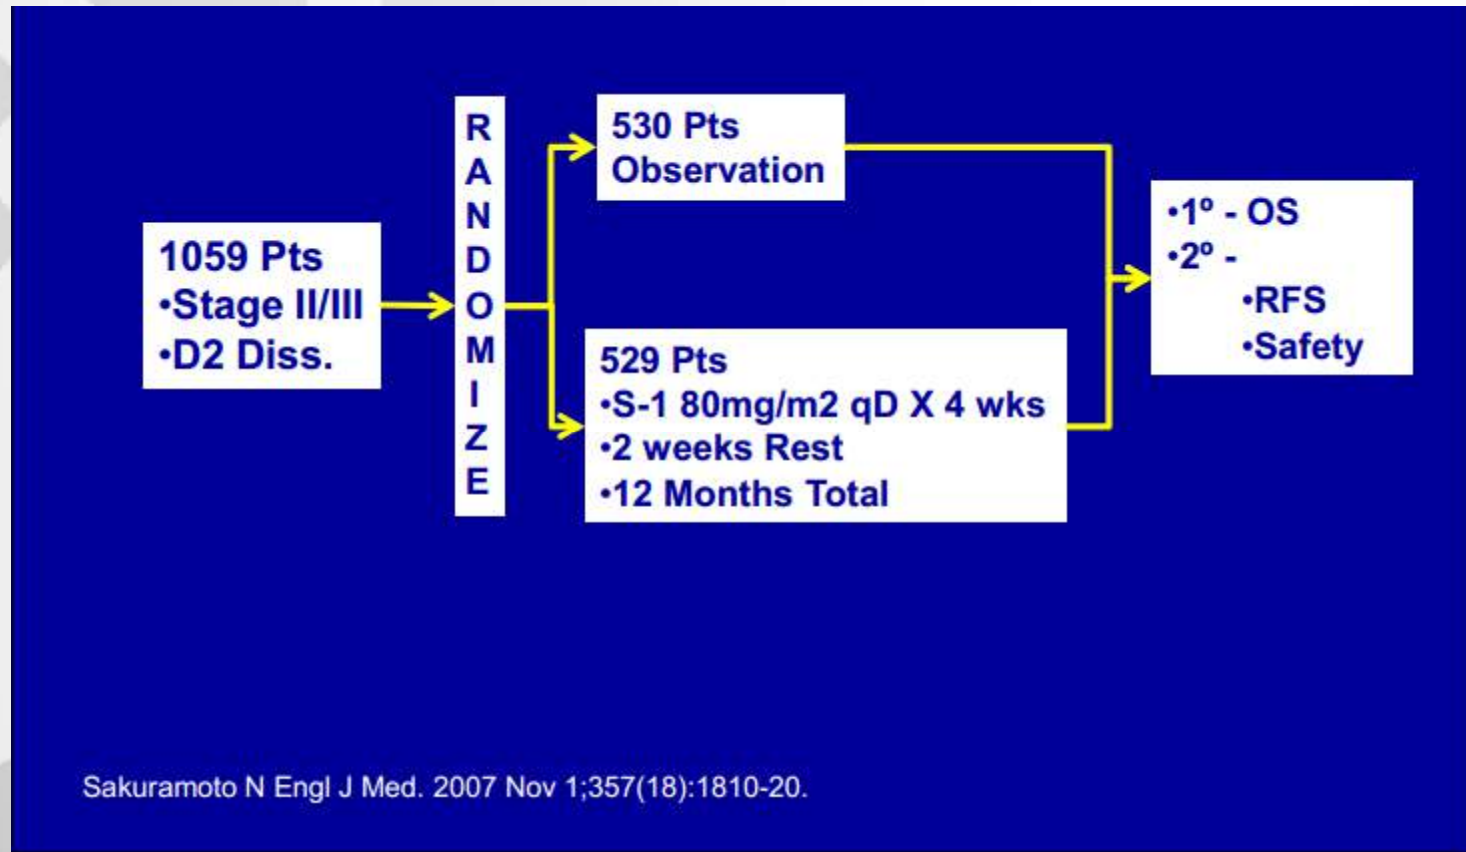 1059 Pts
•Stage II/III
•D2 Diss.
R
A
N
D
O
M
I
Z
E
530 Pts
Observation
529 Pts
•S-1 80mg/m2 qD X 4 wks
•2 weeks Rest
•12 Months Total
•1º - OS
•2º -
•RFS
•Safety
Sakuramoto N Engl J Med. 2007 Nov 1;357(18):1810-20.